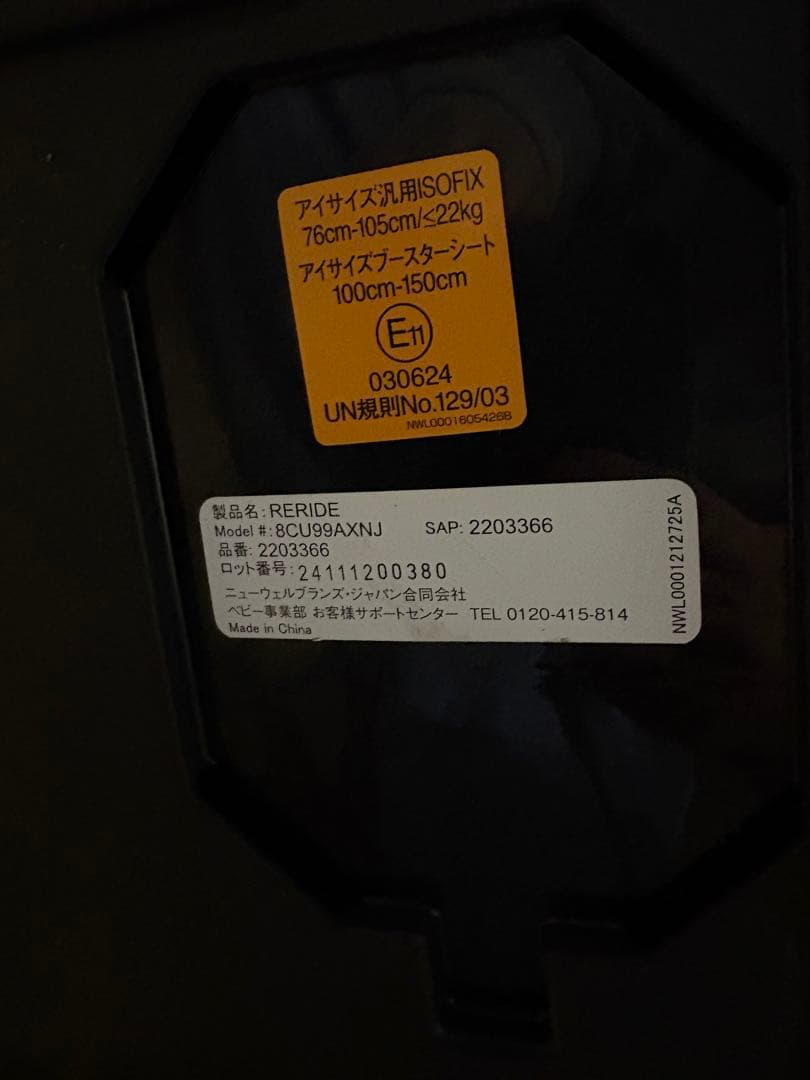 アイサイズ汎用ISOFIX
76cm-105cm/≤22kg
アイサイズブースターシート
100cm-150cm
E11
030624
UN規則No.129/03
NWL0001605426B
製品名: RERIDE
Model #: 8CU99AXNJ SAP: 2203366
品番: 2203366
ロット番号: 24111200380
ニューウェルブランズ・ジャパン合同会社
ベビー事業部 お客様サポートセンター TEL 0120-415-814
Made in China
NWL0001212725A